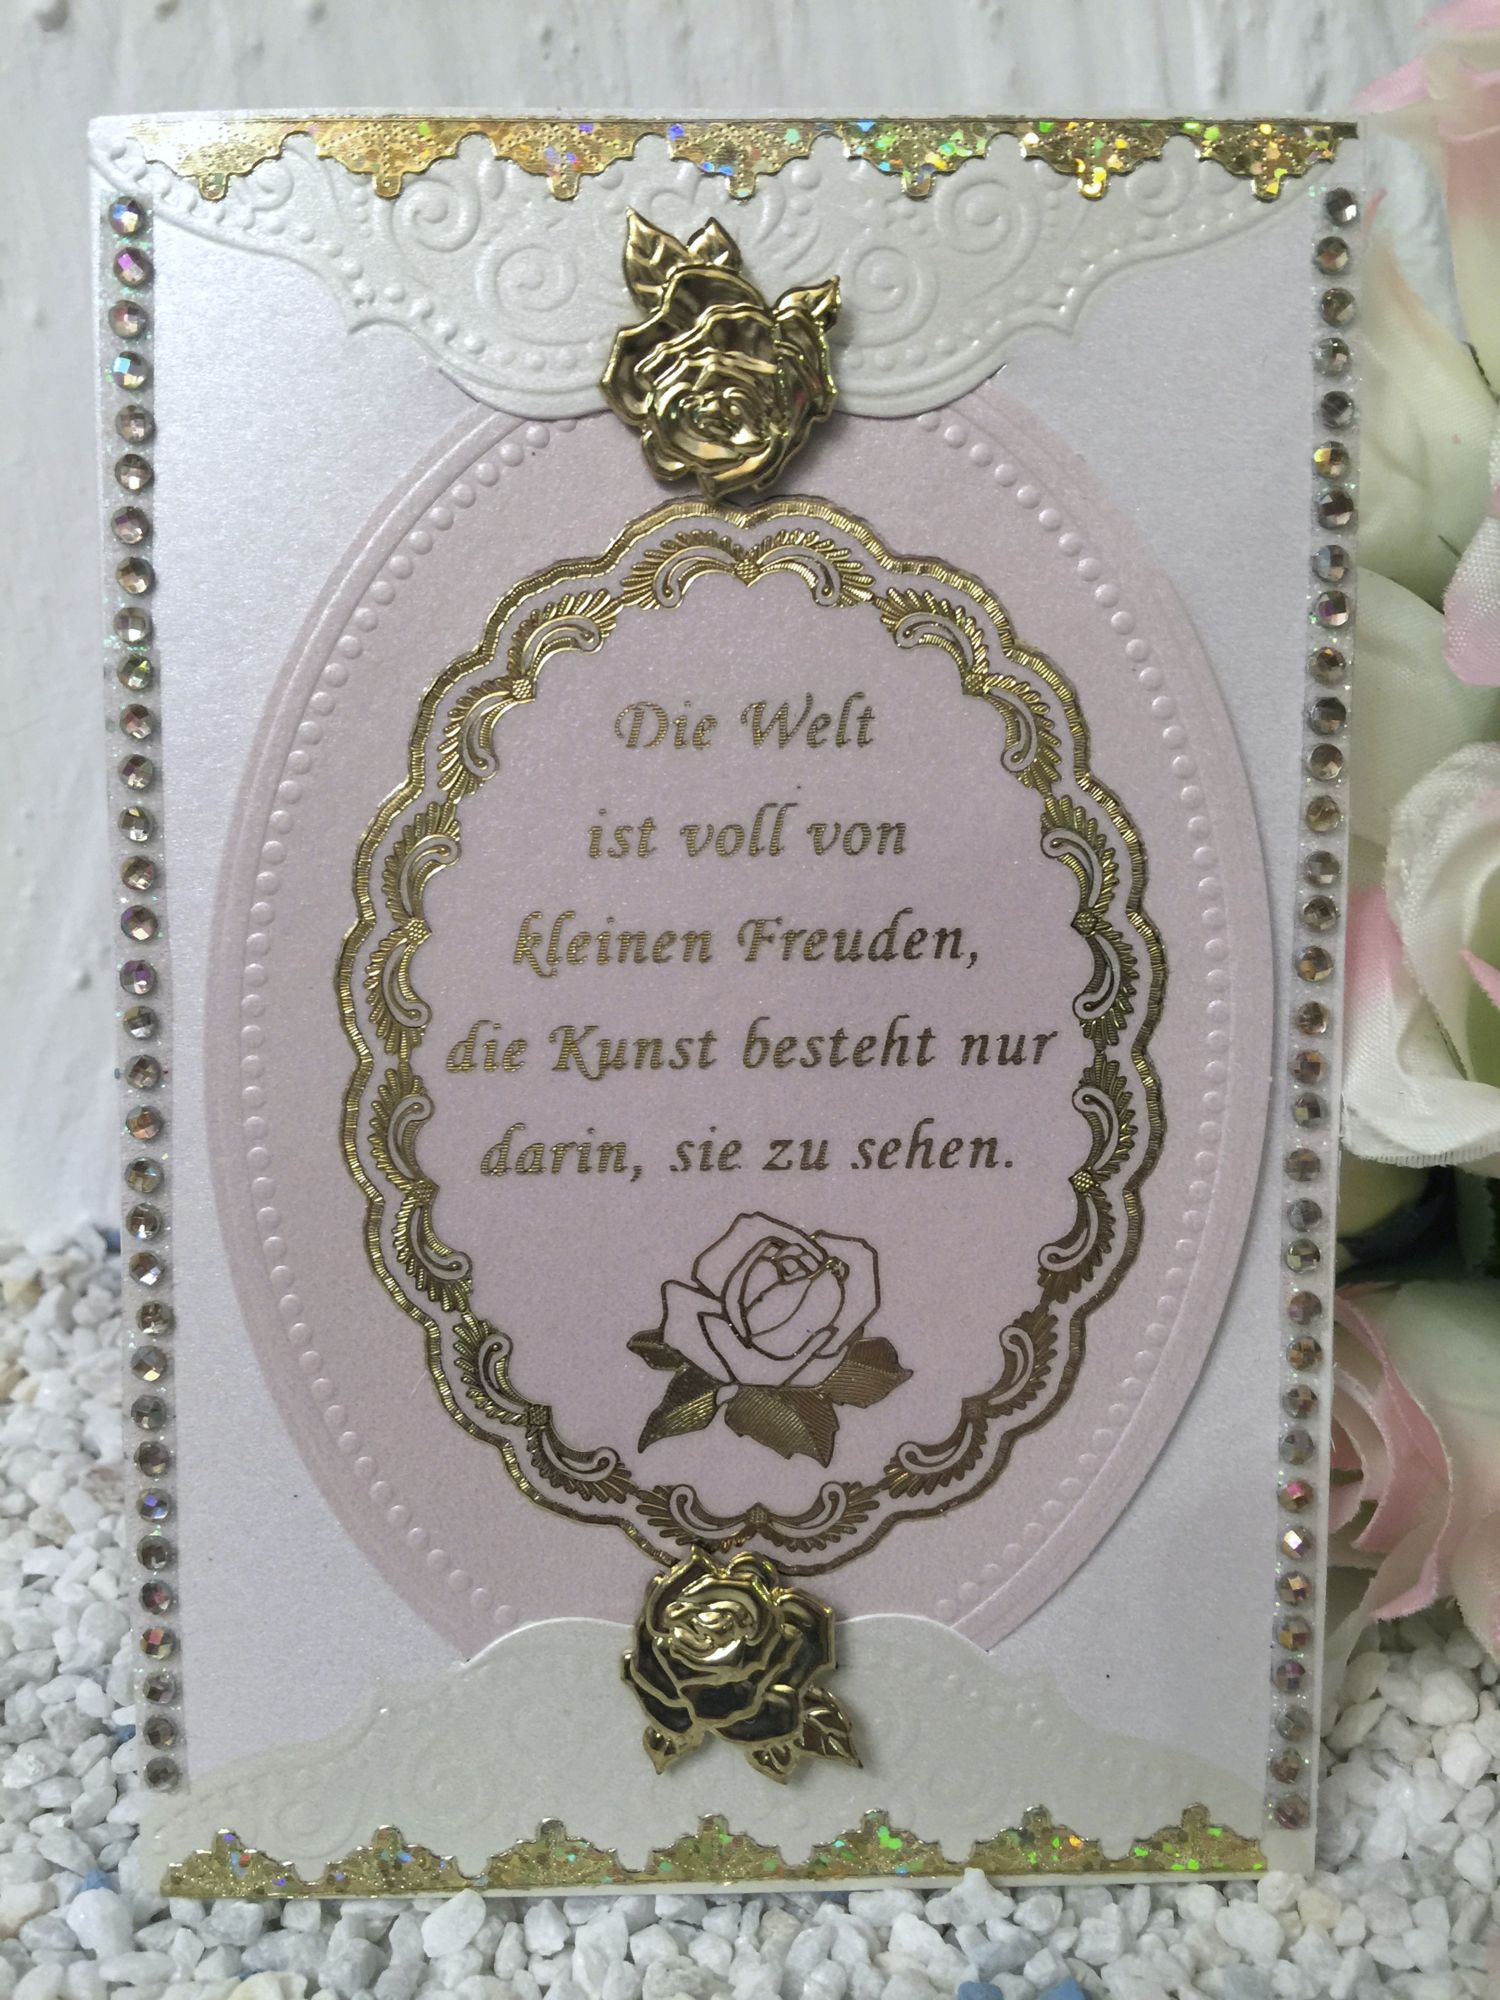 Die Welt
ist voll von
kleinen Freuden,
die Kunst besteht nur
darin, sie zu sehen.